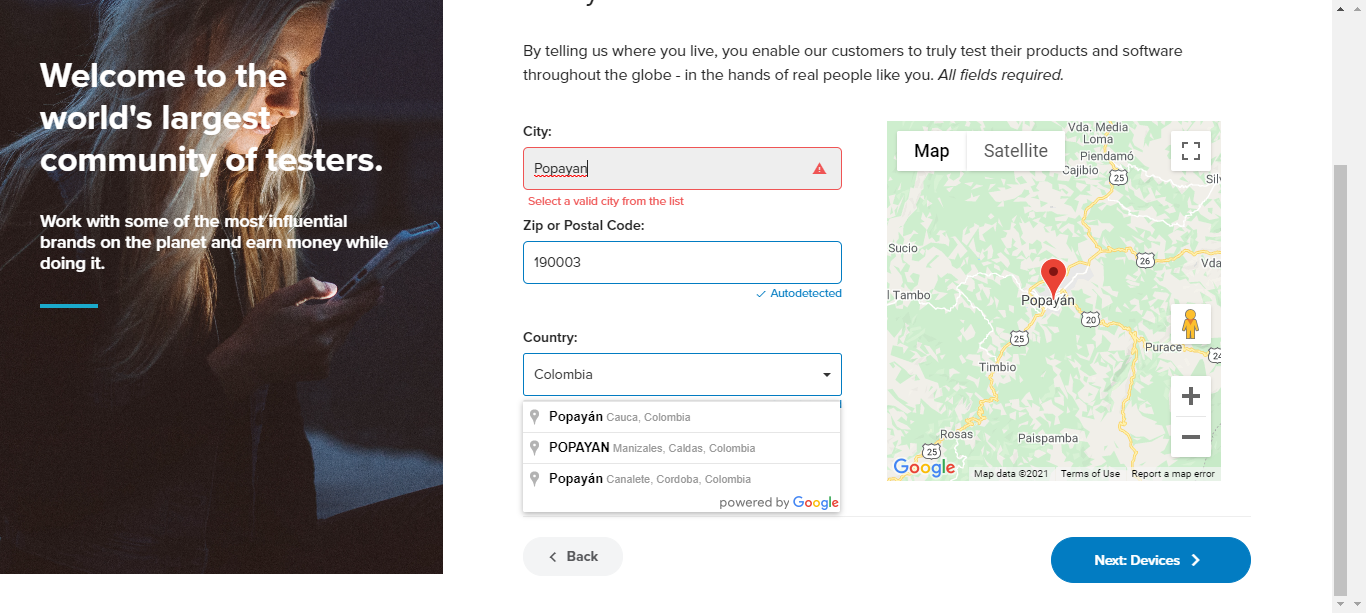 Welcome to the
world's largest
community of testers.
Work with some of the most influential
brands on the planet and earn money while
doing it.
By telling us where you live, you enable our customers to truly test their products and software
throughout the globe - in the hands of real people like you. All fields required.
City:
Popayan
Select a valid city from the list
Zip or Postal Code:
190003
Autodetected
Country:
Colombia
Popayán Cauca, Colombia
POPAYAN Manizales, Caldas, Colombia
Popayán Canalete, Cordoba, Colombia
powered by Google
Map
Satellite
Vda. Media
Loma
Piendamó
Cajibio
25
Sucio
26
Vda
l Tambo
Popayán
20
25
Purace
24
Timbio
Rosas
Paispamba
25
Google
Map data ©2021
Terms of Use
Report a map error
Back
Next: Devices